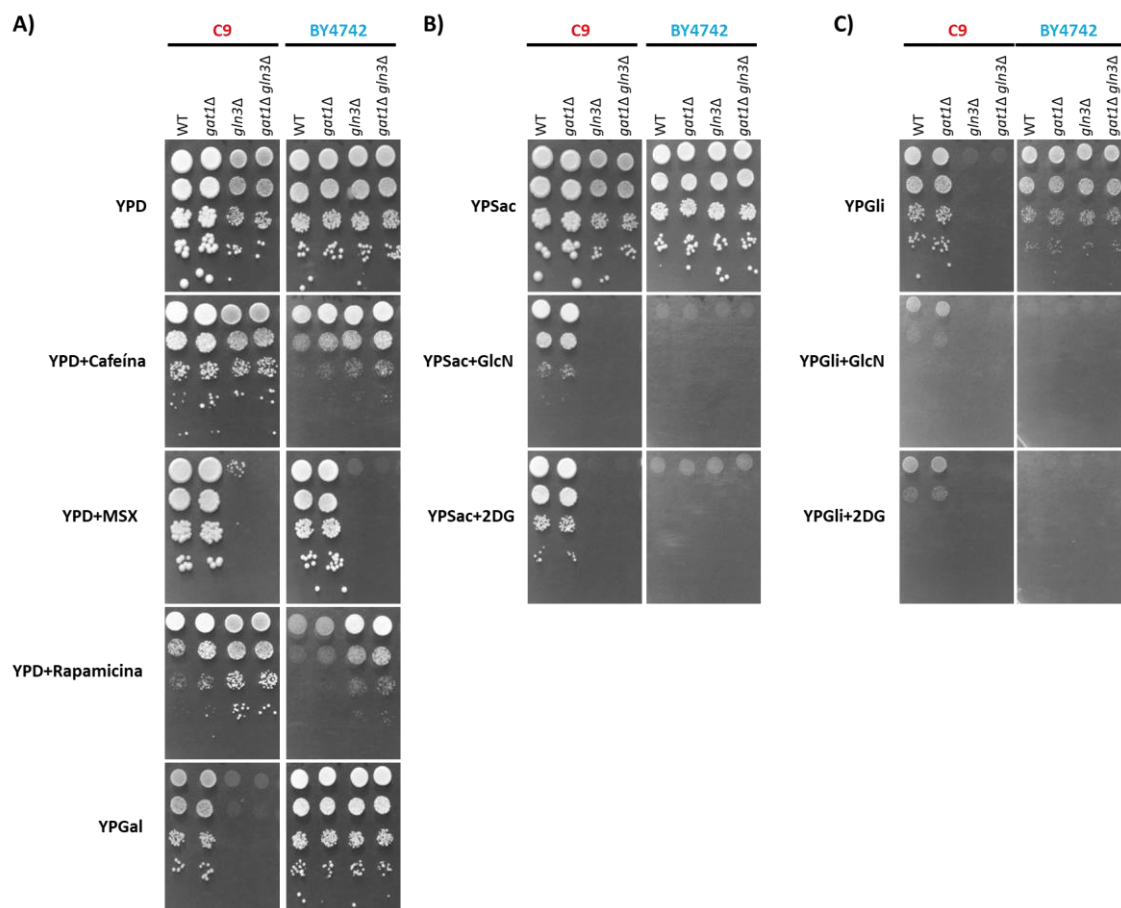 A)
C9
BY4742
WT
gat1Δ
gln3Δ
gat1Δ gln3Δ
WT
gat1Δ
gln3Δ
gat1Δ gln3Δ
YPD
YPD+Cafeína
YPD+MSX
YPD+Rapamicina
YPGal
B)
C9
BY4742
WT
gat1Δ
gln3Δ
gat1Δ gln3Δ
WT
gat1Δ
gln3Δ
gat1Δ gln3Δ
YPSac
YPSac+GlcN
YPSac+2DG
C)
C9
BY4742
WT
gat1Δ
gln3Δ
gat1Δ gln3Δ
WT
gat1Δ
gln3Δ
gat1Δ gln3Δ
YPGli
YPGli+GlcN
YPGli+2DG